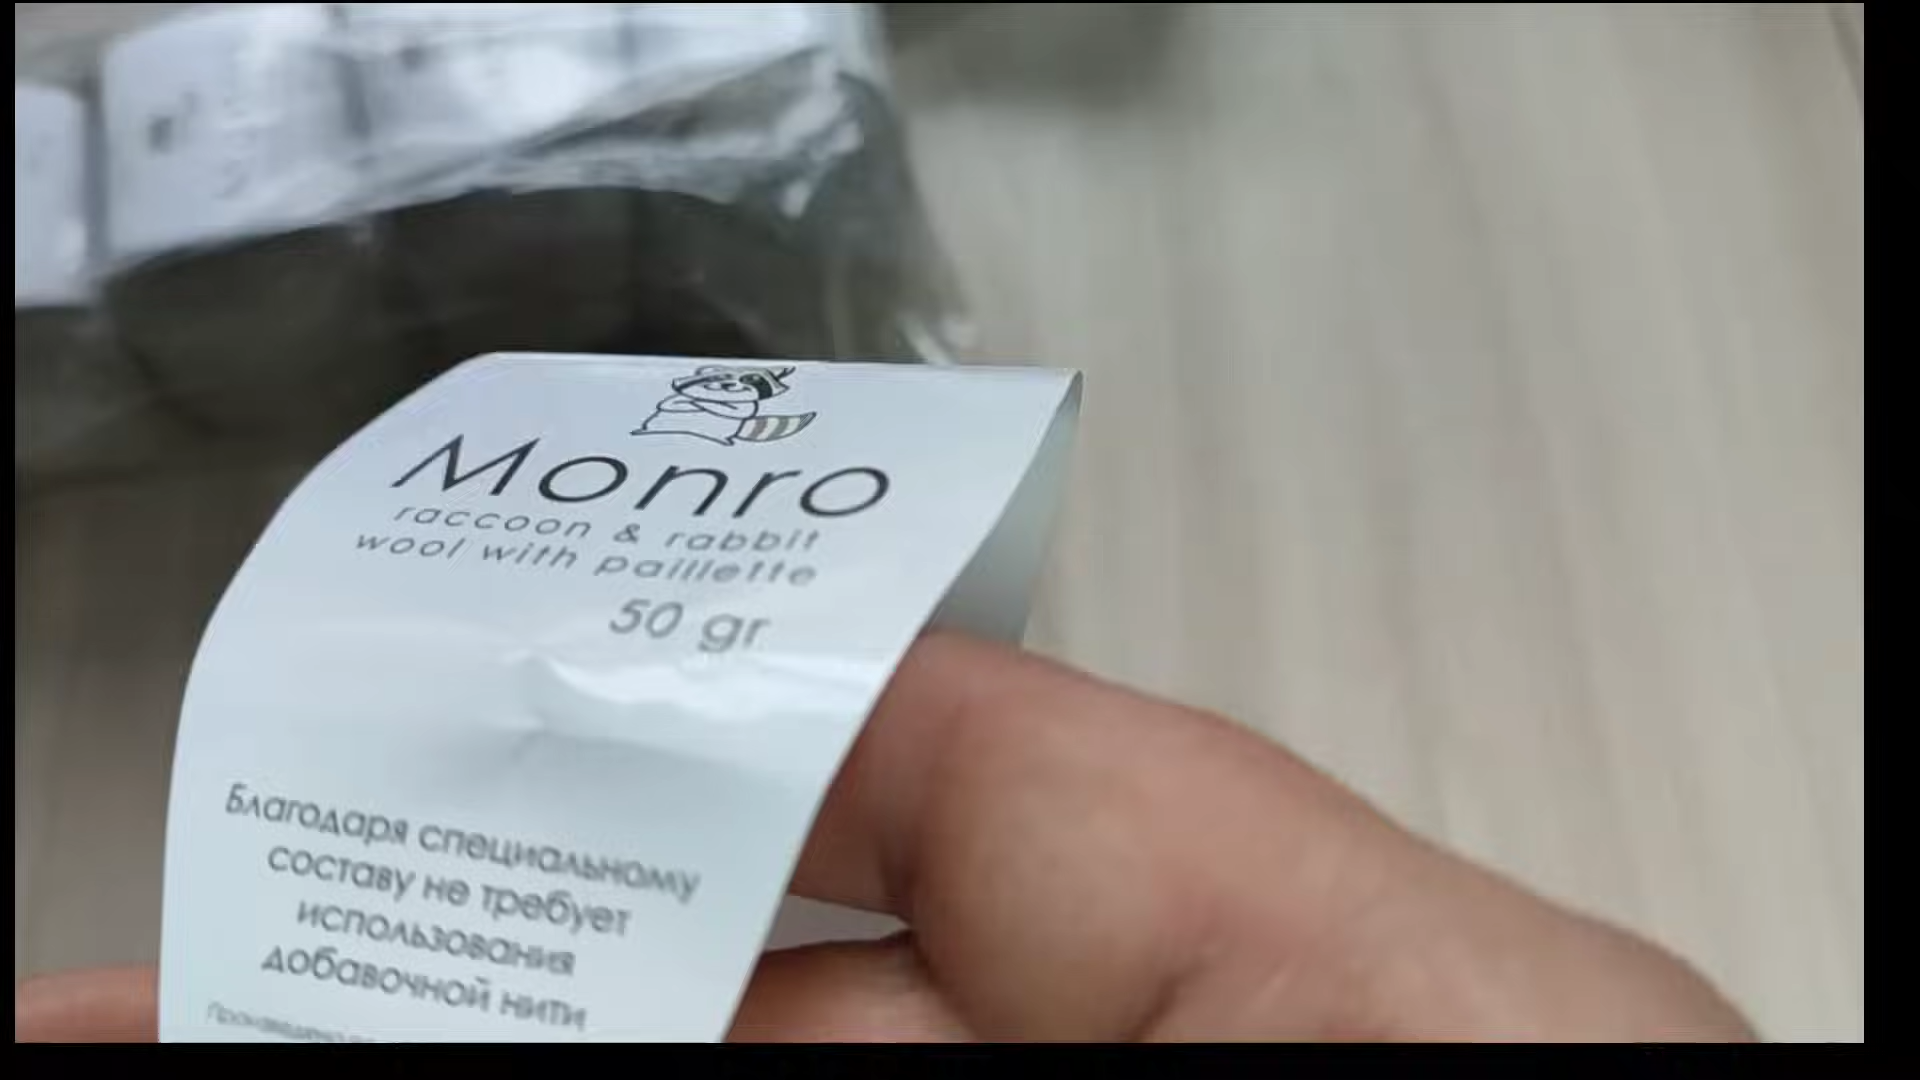 Monro
raccoon & rabbit
wool with paillette
50 gr
Благодаря специальному
составу не требует
использования
добавочной нити